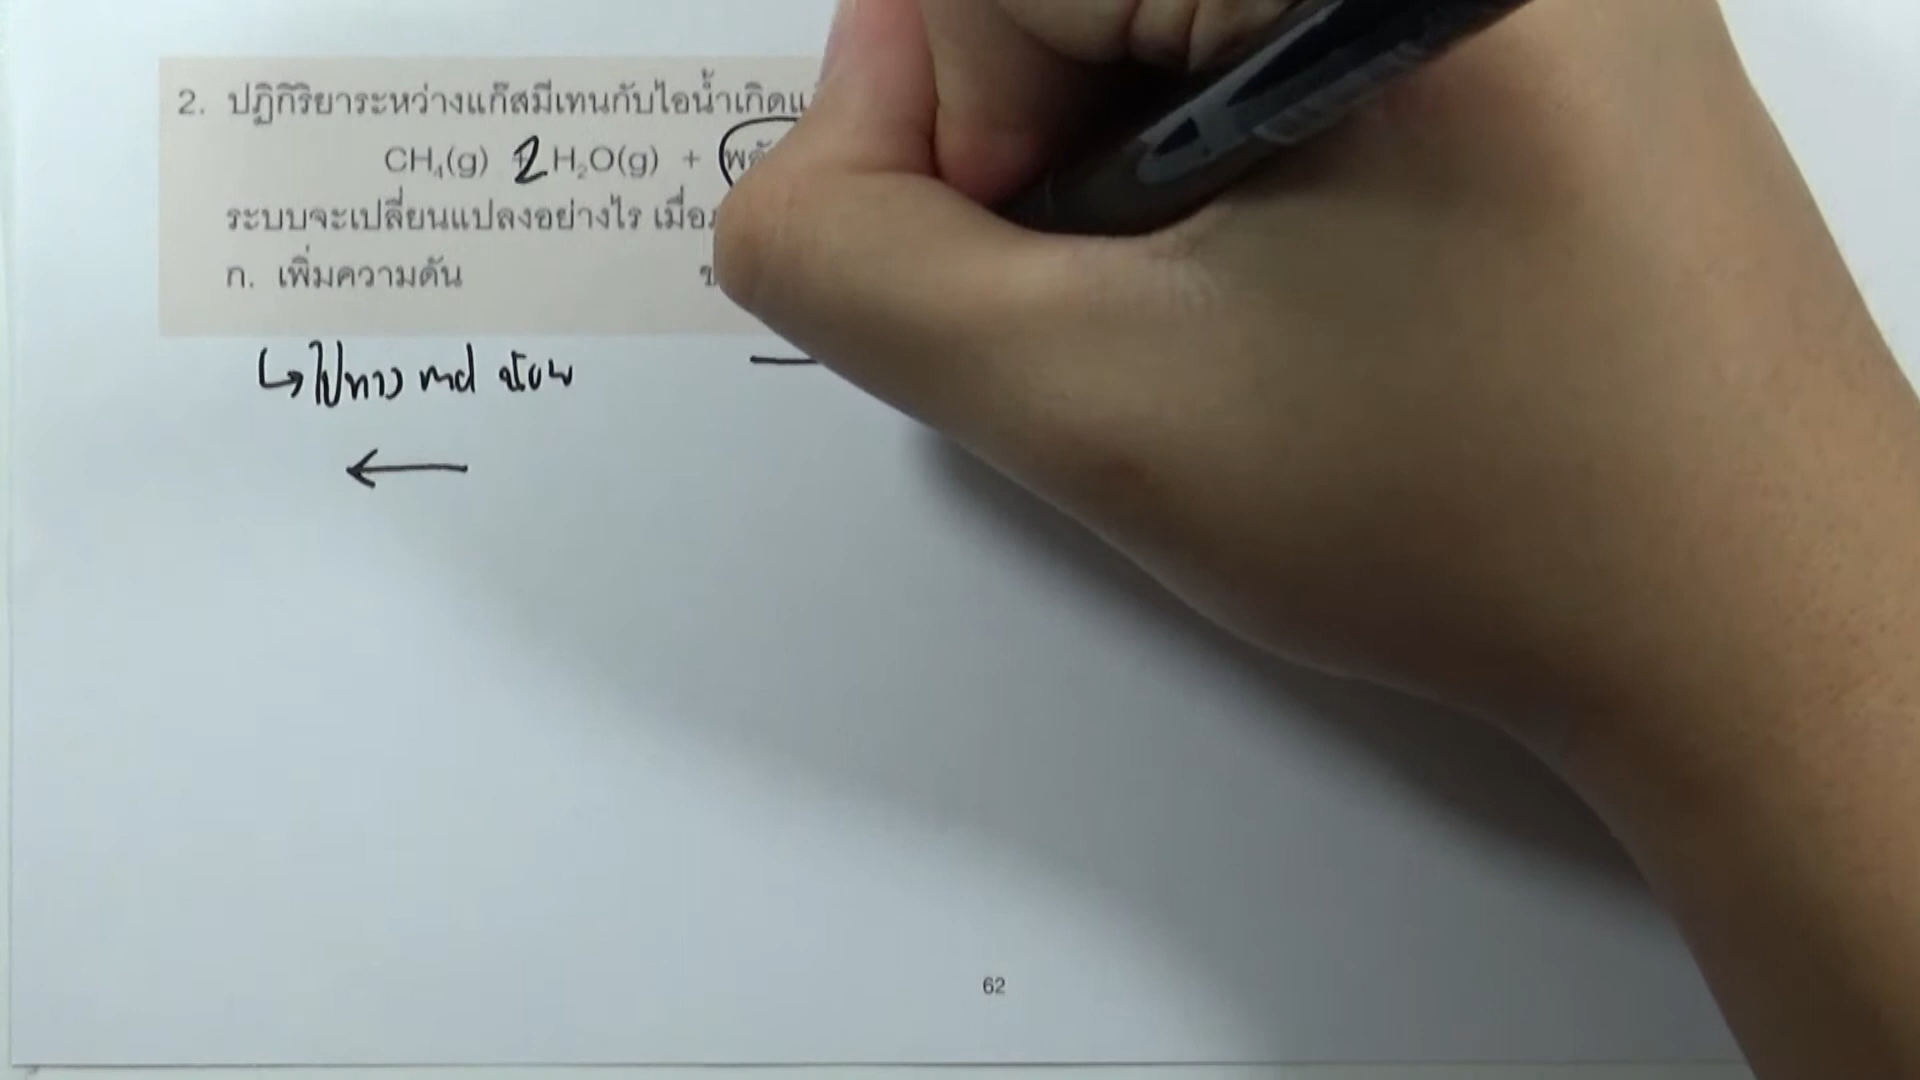 2. ปฏิกิริยาระหว่างแก๊สมีเทนกับไอน้ำเกิด
CH₄(g) 2 H₂O(g) +
ระบบจะเปลี่ยนแปลงอย่างไร เมื่อ
ก. เพิ่มความดัน
ไปทาง mol น้อย
62